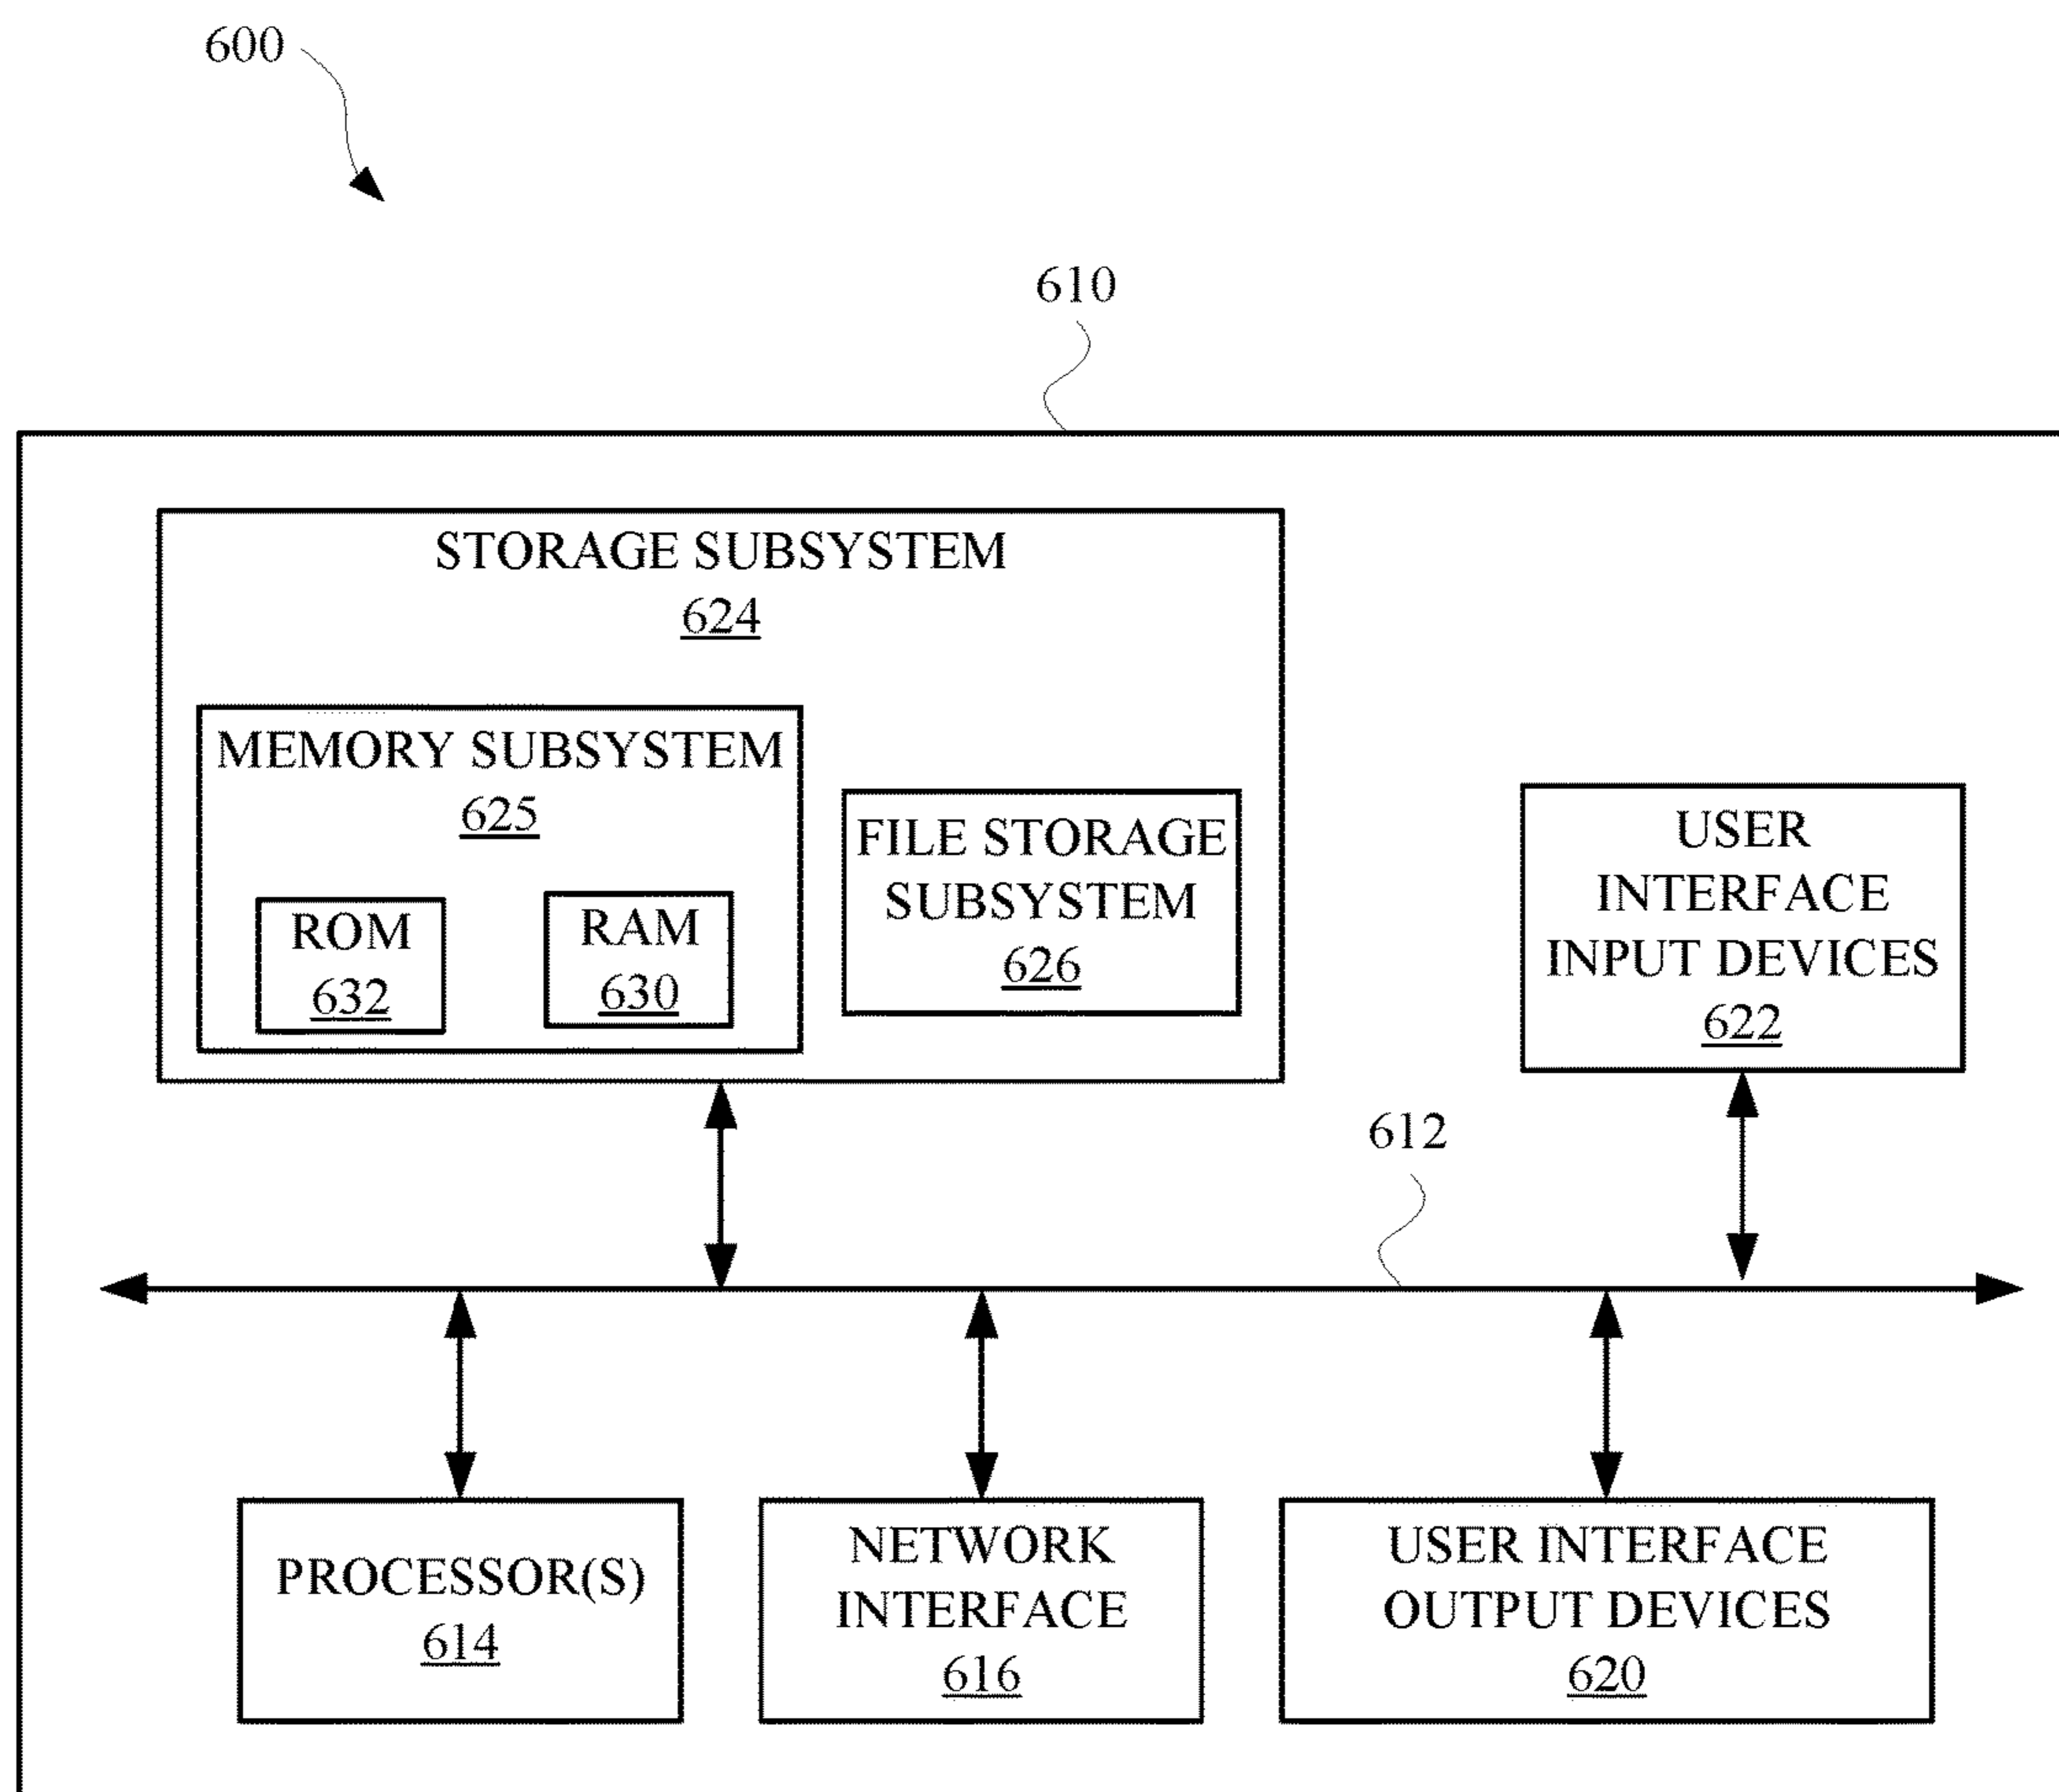 600
610
STORAGE SUBSYSTEM
624
MEMORY SUBSYSTEM
625
ROM
632
RAM
630
FILE STORAGE
SUBSYSTEM
626
USER
INTERFACE
INPUT DEVICES
622
612
PROCESSOR(S)
614
NETWORK
INTERFACE
616
USER INTERFACE
OUTPUT DEVICES
620